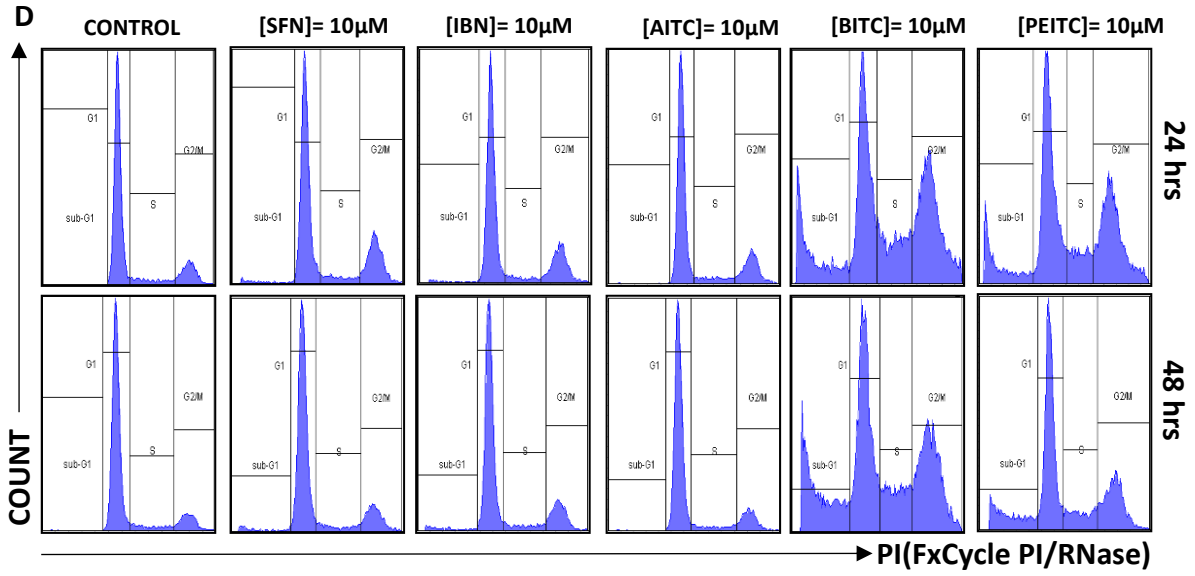 D
CONTROL [SFN]= 10µM [IBN]= 10µM [AITC]= 10µM [BITC]= 10µM [PEITC]= 10µM
G1 G2/M sub-G1 S
G1 G2/M sub-G1 S
G1 G2/M sub-G1 S
G1 G2/M sub-G1 S
G1 G2/M sub-G1 S
G1 G2/M sub-G1 S
24 hrs
G1 G2/M sub-G1 S
G1 G2/M sub-G1 S
G1 G2/M sub-G1 S
G1 G2/M sub-G1 S
G1 G2/M sub-G1 S
G1 G2/M sub-G1 S
48 hrs
COUNT
PI(FxCycle PI/RNase)